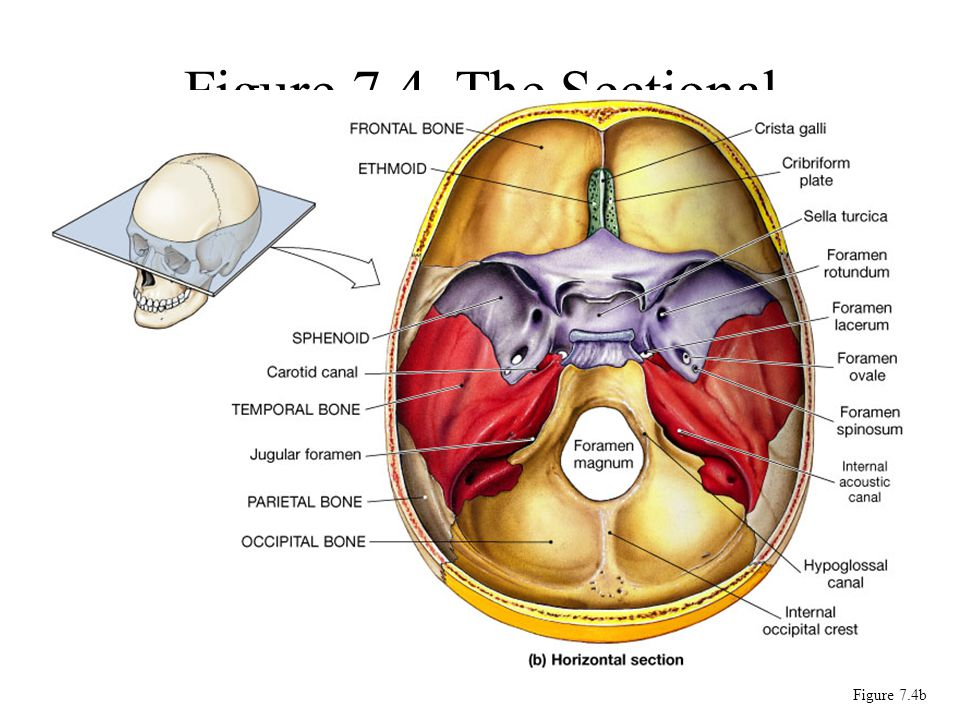 Figure 7.4 The Sectional
FRONTAL BONE
ETHMOID
SPHENOID
Carotid canal
TEMPORAL BONE
Jugular foramen
PARIETAL BONE
OCCIPITAL BONE
Crista galli
Cribriform
plate
Sella turcica
Foramen
rotundum
Foramen
lacerum
Foramen
ovale
Foramen
spinosum
Internal
acoustic
canal
Hypoglossal
canal
Internal
occipital crest
Foramen
magnum
(b) Horizontal section
Figure 7.4b